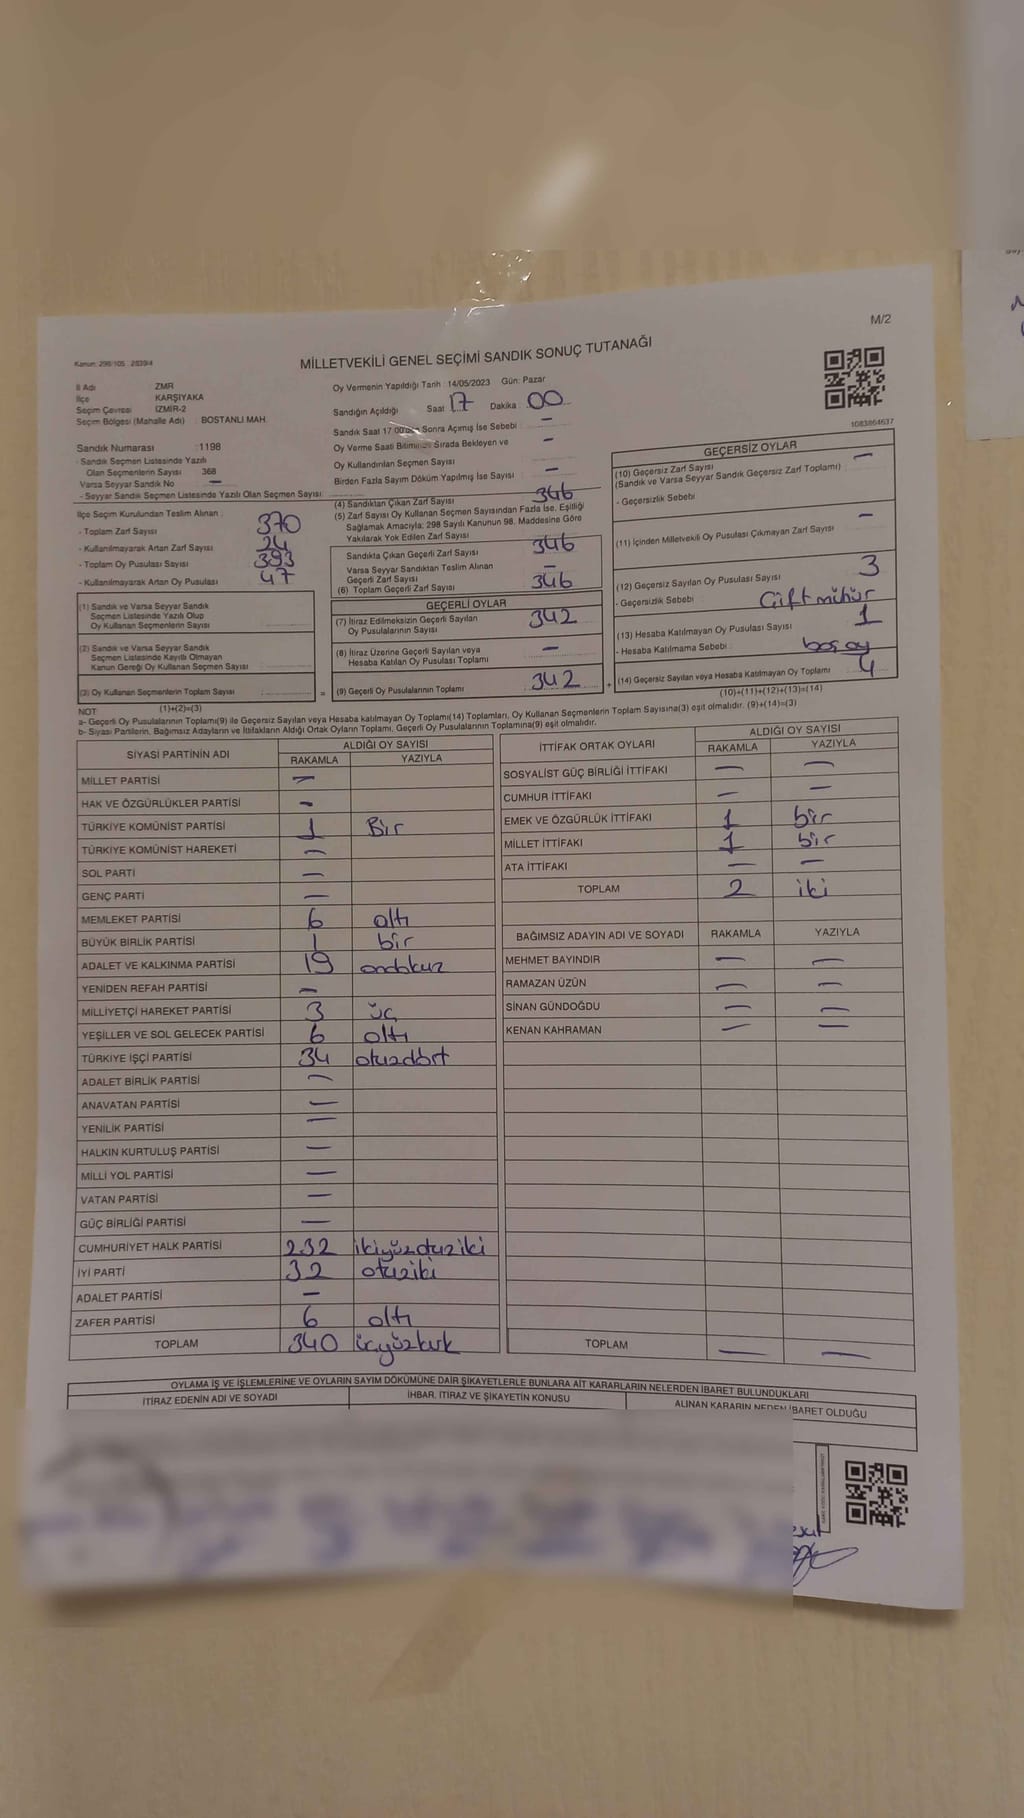 M/2
Kanun: 298/105 2839/4
MİLLETVEKİLİ GENEL SEÇİMİ SANDIK SONUÇ TUTANAĞI
İl Adı ZMR
İlçe KARŞIYAKA
Seçim Çevresi İZMİR-2
Seçim Bölgesi (Mahalle Adı) : BOSTANLI MAH.
Sandık Numarası : 1198
- Sandık Seçmen Listesinde Yazılı
Olan Seçmenlerin Sayısı 368
Varsa Seyyar Sandık No —
- Seyyar Sandık Seçmen Listesinde Yazılı Olan Seçmen Sayısı
İlçe Seçim Kurulundan Teslim Alınan :
- Toplam Zarf Sayısı 370
- Kullanılmayarak Artan Zarf Sayısı 24
- Toplam Oy Pusulası Sayısı 393
- Kullanılmayarak Artan Oy Pusulası 47
(1) Sandık ve Varsa Seyyar Sandık
Seçmen Listesinde Yazılı Olup
Oy Kullanan Seçmenlerin Sayısı
(2) Sandık ve Varsa Seyyar Sandık
Seçmen Listesinde Kayıtlı Olmayan
Kanun Gereği Oy Kullanan Seçmen Sayısı
(3) Oy Kullanan Seçmenlerin Toplam Sayısı
Oy Vermenin Yapıldığı Tarih : 14/05/2023 Gün: Pazar
Sandığın Açıldığı Saat 17 Dakika : 00
Sandık Saat 17.00'den Sonra Açımış İse Sebebi : —
Oy Verme Saati Bitiminde Sırada Bekleyen ve —
Oy Kullandırılan Seçmen Sayısı
Birden Fazla Sayım Döküm Yapılmış İse Sayısı —
(4) Sandıktan Çıkan Zarf Sayısı 346
(5) Zarf Sayısı Oy Kullanan Seçmen Sayısından Fazla İse, Eşitliği
Sağlamak Amacıyla; 298 Sayılı Kanunun 98. Maddesine Göre
Yakılarak Yok Edilen Zarf Sayısı
Sandıkta Çıkan Geçerli Zarf Sayısı 346
Varsa Seyyar Sandıktan Teslim Alınan
Geçerli Zarf Sayısı —
(6) Toplam Geçerli Zarf Sayısı 346
GEÇERLİ OYLAR
(7) İtiraz Edilmeksizin Geçerli Sayılan
Oy Pusulalarının Sayısı 342
(8) İtiraz Üzerine Geçerli Sayılan veya
Hesaba Katılan Oy Pusulası Toplamı —
= (9) Geçerli Oy Pusulalarının Toplamı 342 +
1083864637
GEÇERSİZ OYLAR
(10) Geçersiz Zarf Sayısı —
(Sandık ve Varsa Seyyar Sandık Geçersiz Zarf Toplamı)
- Geçersizlik Sebebi
(11) İçinden Milletvekili Oy Pusulası Çıkmayan Zarf Sayısı —
(12) Geçersiz Sayılan Oy Pusulası Sayısı 3
- Geçersizlik Sebebi Çift mühür
(13) Hesaba Katılmayan Oy Pusulası Sayısı 1
- Hesaba Katılmama Sebebi boş oy
(14) Geçersiz Sayılan veya Hesaba Katılmayan Oy Toplamı 4
(10)+(11)+(12)+(13)=(14)
NOT (1)+(2)=(3)
a- Geçerli Oy Pusulalarının Toplamı(9) ile Geçersiz Sayılan veya Hesaba Katılmayan Oy Toplamı(14) Toplamları, Oy Kullanan Seçmenlerin Toplam Sayısına(3) eşit olmalıdır. (9)+(14)=(3)
b- Siyasi Partilerin, Bağımsız Adayların ve İttifakların Aldığı Ortak Oyların Toplamı, Geçerli Oy Pusulalarının Toplamına(9) eşit olmalıdır.
SİYASİ PARTİNİN ADI ALDIĞI OY SAYISI
RAKAMLA YAZIYLA
MİLLET PARTİSİ —
HAK VE ÖZGÜRLÜKLER PARTİSİ —
TÜRKİYE KOMÜNİST PARTİSİ 1 Bir
TÜRKİYE KOMÜNİST HAREKETİ —
SOL PARTİ —
GENÇ PARTİ —
MEMLEKET PARTİSİ 6 altı
BÜYÜK BİRLİK PARTİSİ 1 bir
ADALET VE KALKINMA PARTİSİ 19 ondokuz
YENİDEN REFAH PARTİSİ —
MİLLİYETÇİ HAREKET PARTİSİ 3 üç
YEŞİLLER VE SOL GELECEK PARTİSİ 6 altı
TÜRKİYE İŞÇİ PARTİSİ 34 otuzdört
ADALET BİRLİK PARTİSİ —
ANAVATAN PARTİSİ —
YENİLİK PARTİSİ —
HALKIN KURTULUŞ PARTİSİ —
MİLLİ YOL PARTİSİ —
VATAN PARTİSİ —
GÜÇ BİRLİĞİ PARTİSİ —
CUMHURİYET HALK PARTİSİ 232 ikiyüzotuziki
İYİ PARTİ 32 otuziki
ADALET PARTİSİ —
ZAFER PARTİSİ 6 altı
TOPLAM 340 üçyüzkırk
İTTİFAK ORTAK OYLARI ALDIĞI OY SAYISI
RAKAMLA YAZIYLA
SOSYALİST GÜÇ BİRLİĞİ İTTİFAKI — —
CUMHUR İTTİFAKI — —
EMEK VE ÖZGÜRLÜK İTTİFAKI 1 bir
MİLLET İTTİFAKI 1 bir
ATA İTTİFAKI — —
TOPLAM 2 iki
BAĞIMSIZ ADAYIN ADI VE SOYADI RAKAMLA YAZIYLA
MEHMET BAYINDIR — —
RAMAZAN ÜZÜN — —
SİNAN GÜNDOĞDU — —
KENAN KAHRAMAN — —
TOPLAM — —
OYLAMA İŞ VE İŞLEMLERİNE VE OYLARIN SAYIM DÖKÜMÜNE DAİR ŞİKAYETLERLE BUNLARA AİT KARARLARIN NELERDEN İBARET BULUNDUKLARI
İTİRAZ EDENİN ADI VE SOYADI İHBAR, İTİRAZ VE ŞİKAYETİN KONUSU ALINAN KARARIN NEDEN İBARET OLDUĞU